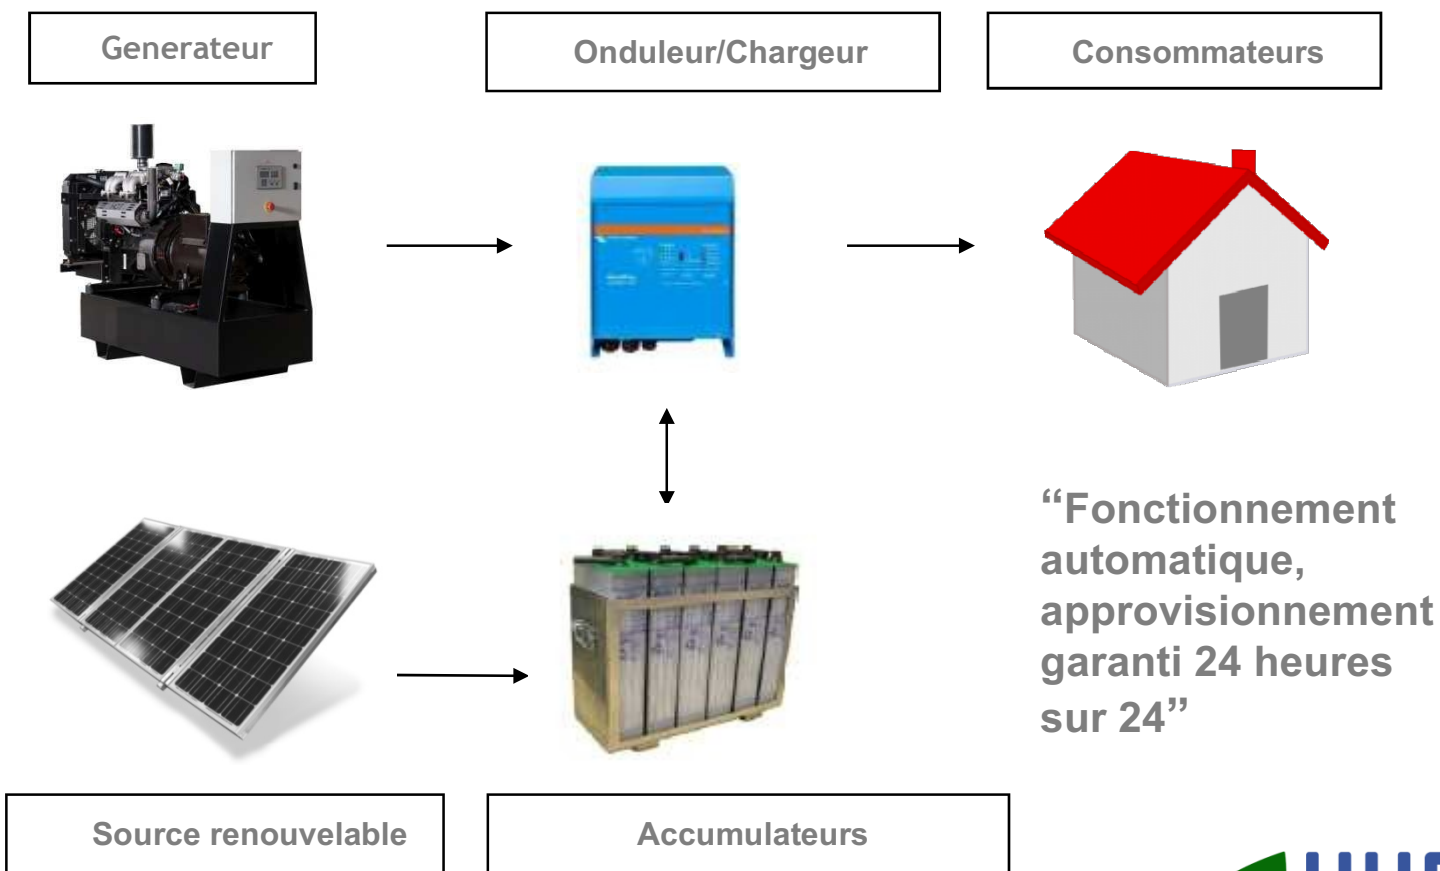 Generateur
Onduleur/Chargeur
Consommateurs
“Fonctionnement
automatique,
approvisionnement
garanti 24 heures
sur 24”
Source renouvelable
Accumulateurs